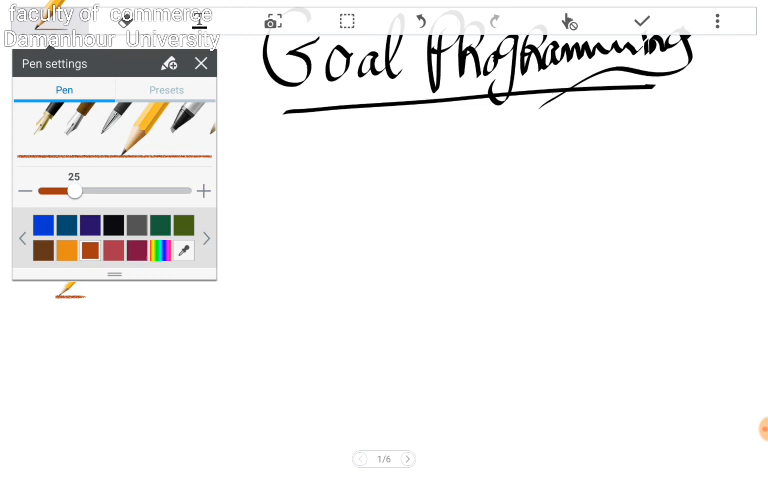 faculty of commerce
Damanhour University
T
Goal Programming
Pen settings
Pen
Presets
25
1/6